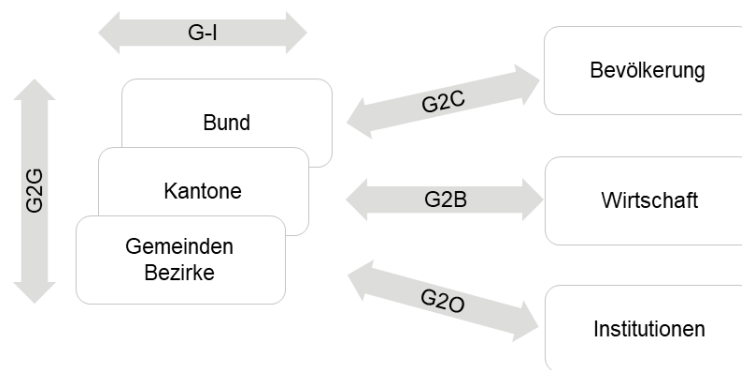 G-I
G2G
Bund
Kantone
Gemeinden
Bezirke
G2C
G2B
G2O
Bevölkerung
Wirtschaft
Institutionen